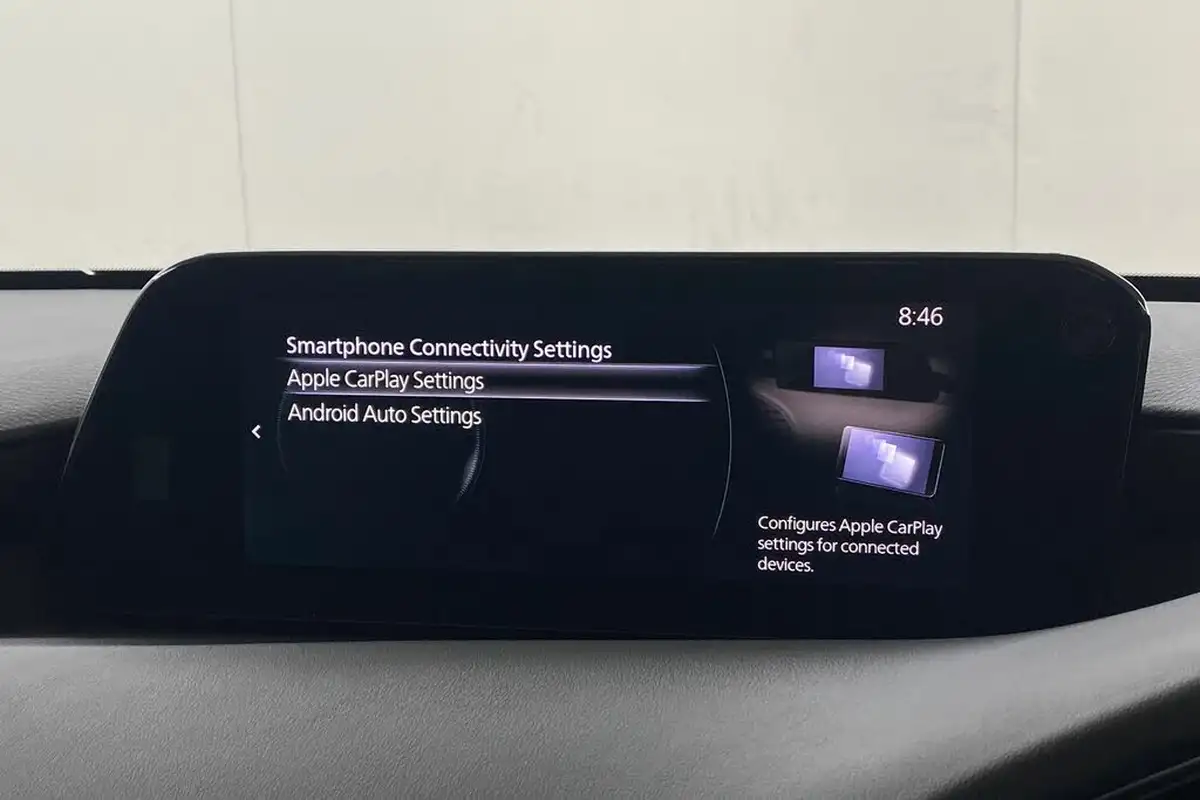 8:46
Smartphone Connectivity Settings
Apple CarPlay Settings
Android Auto Settings
Configures Apple CarPlay
settings for connected
devices.